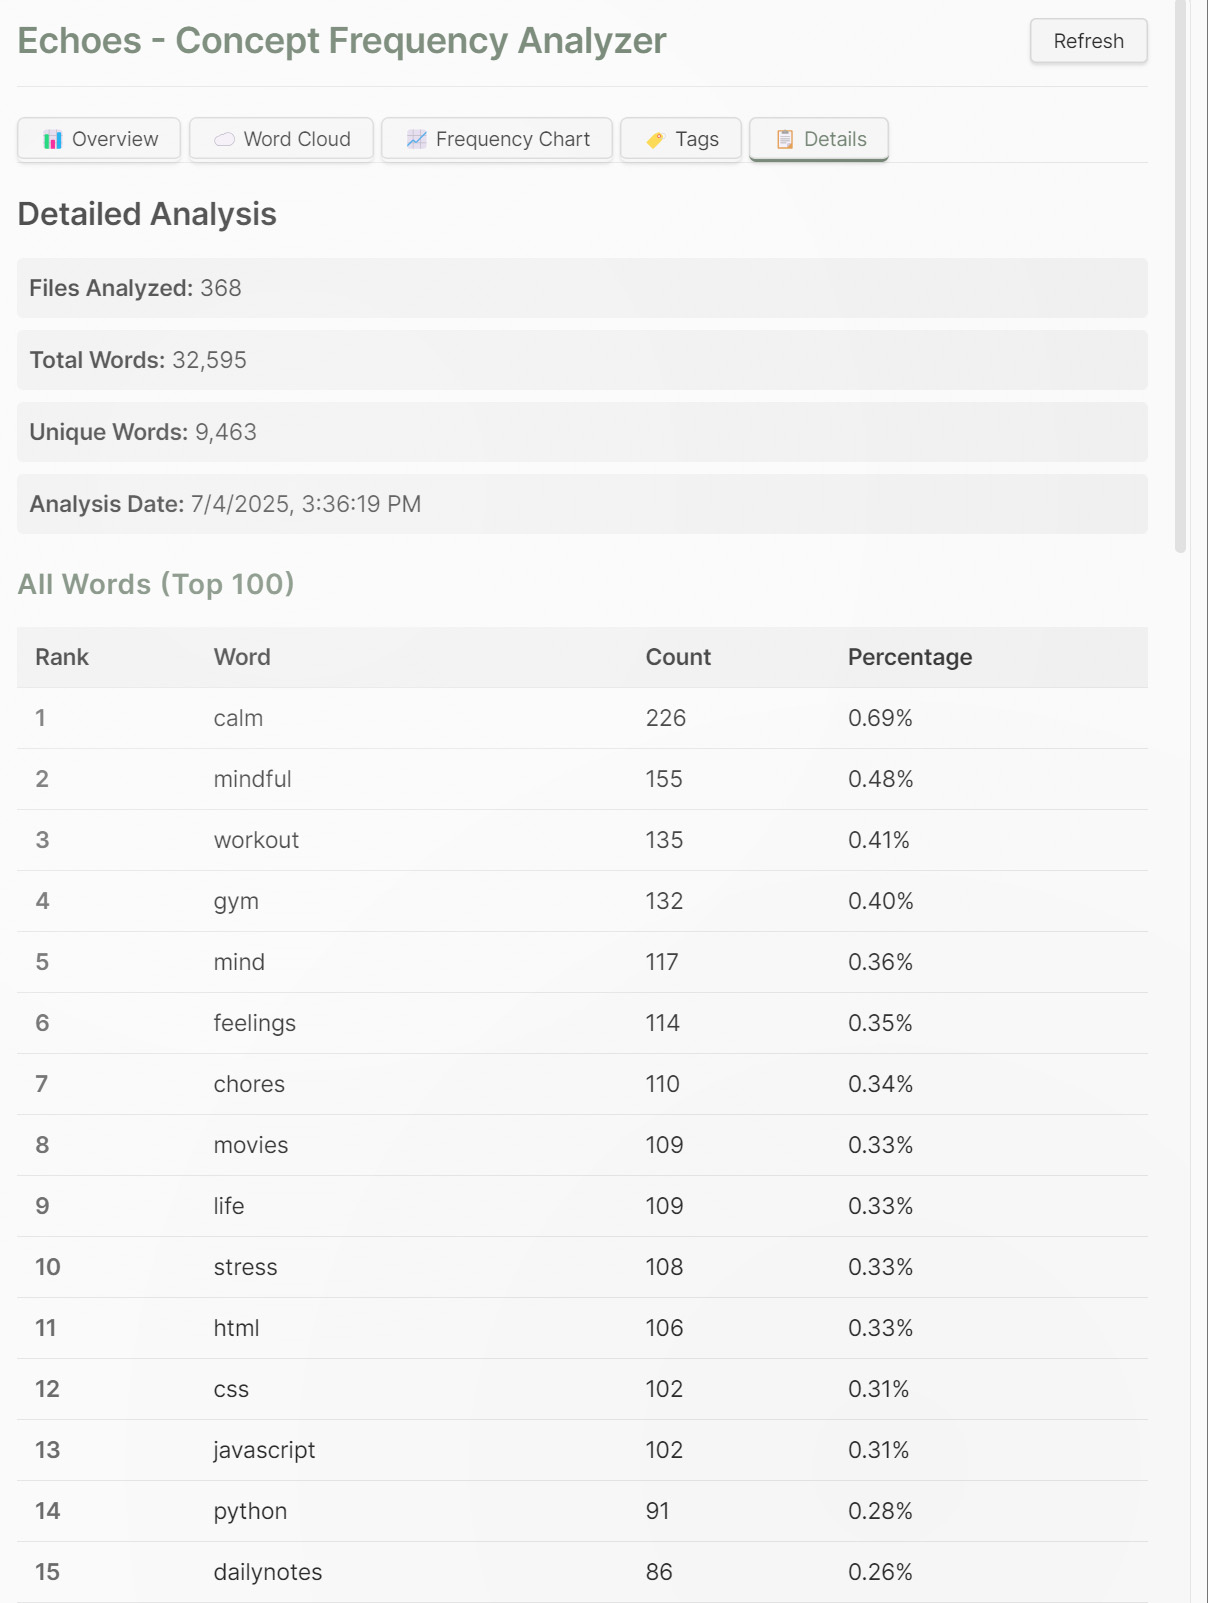 Echoes - Concept Frequency Analyzer
Refresh
Overview Word Cloud Frequency Chart Tags Details
Detailed Analysis
Files Analyzed: 368
Total Words: 32,595
Unique Words: 9,463
Analysis Date: 7/4/2025, 3:36:19 PM
All Words (Top 100)
Rank Word Count Percentage
1 calm 226 0.69%
2 mindful 155 0.48%
3 workout 135 0.41%
4 gym 132 0.40%
5 mind 117 0.36%
6 feelings 114 0.35%
7 chores 110 0.34%
8 movies 109 0.33%
9 life 109 0.33%
10 stress 108 0.33%
11 html 106 0.33%
12 css 102 0.31%
13 javascript 102 0.31%
14 python 91 0.28%
15 dailynotes 86 0.26%